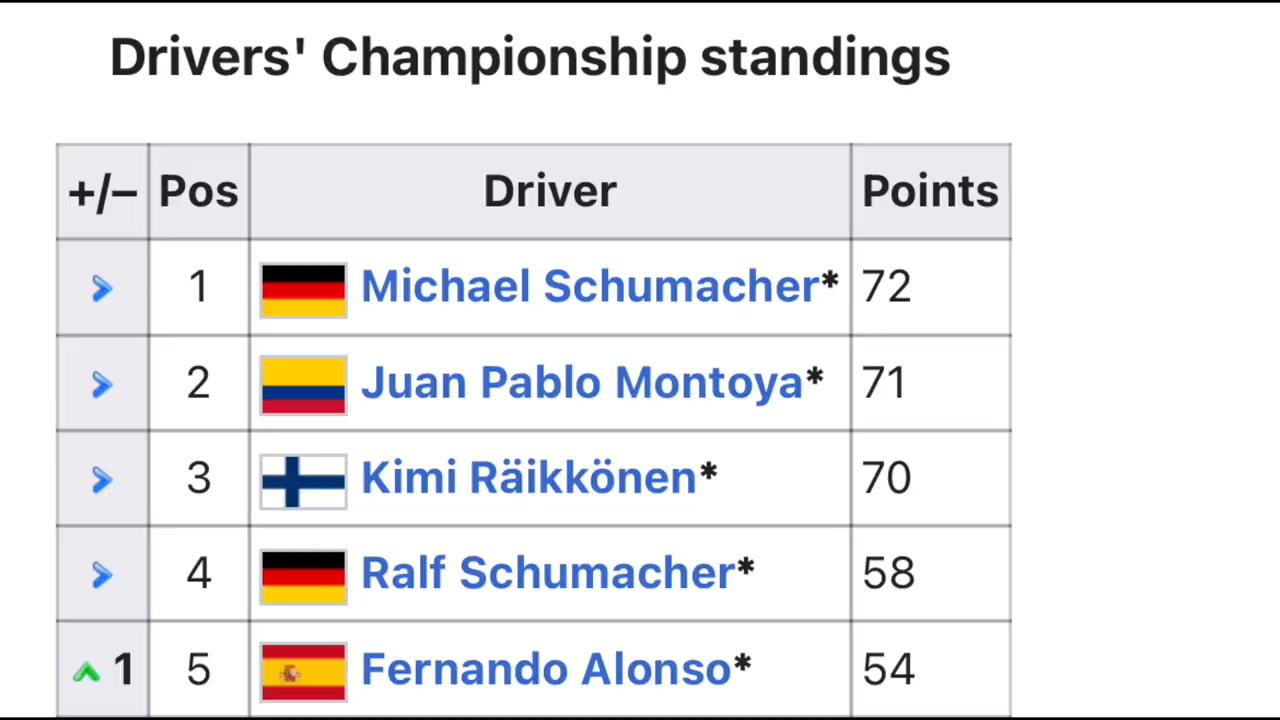 Drivers' Championship standings
+/– Pos Driver Points
1 Michael Schumacher* 72
2 Juan Pablo Montoya* 71
3 Kimi Räikkönen* 70
4 Ralf Schumacher* 58
1 5 Fernando Alonso* 54